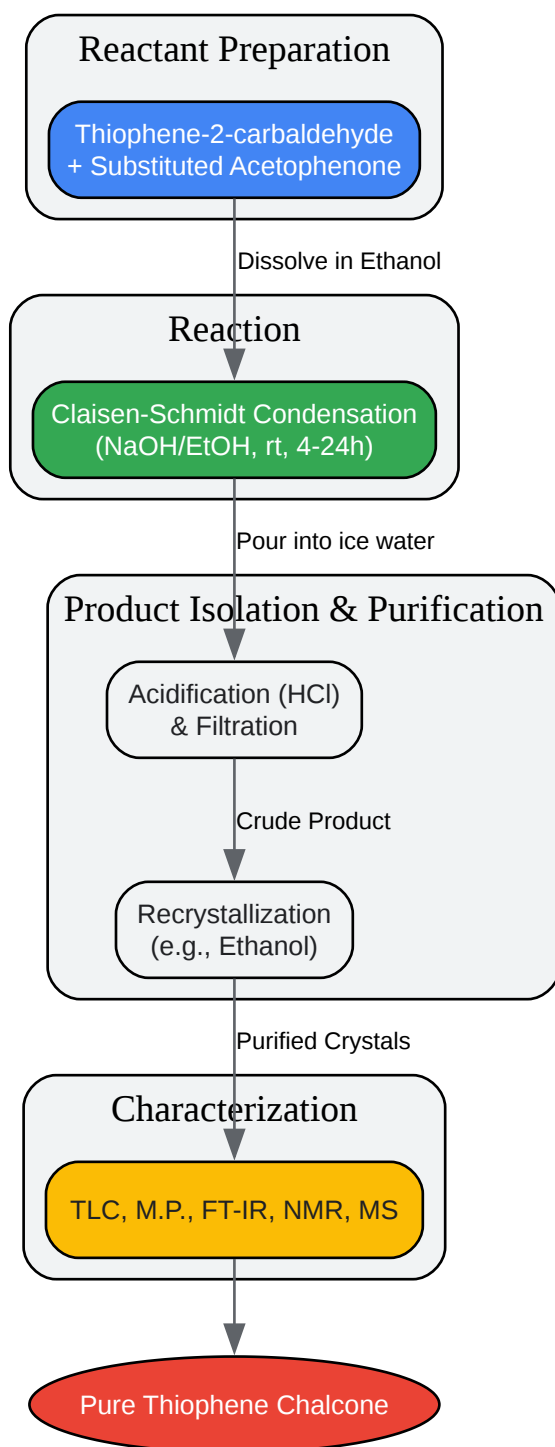 Reactant Preparation
Thiophene-2-carbaldehyde
+ Substituted Acetophenone
Dissolve in Ethanol
Reaction
Claisen-Schmidt Condensation
(NaOH/EtOH, rt, 4-24h)
Pour into ice water
Product Isolation & Purification
Acidification (HCl)
& Filtration
Crude Product
Recrystallization
(e.g., Ethanol)
Purified Crystals
Characterization
TLC, M.P., FT-IR, NMR, MS
Pure Thiophene Chalcone